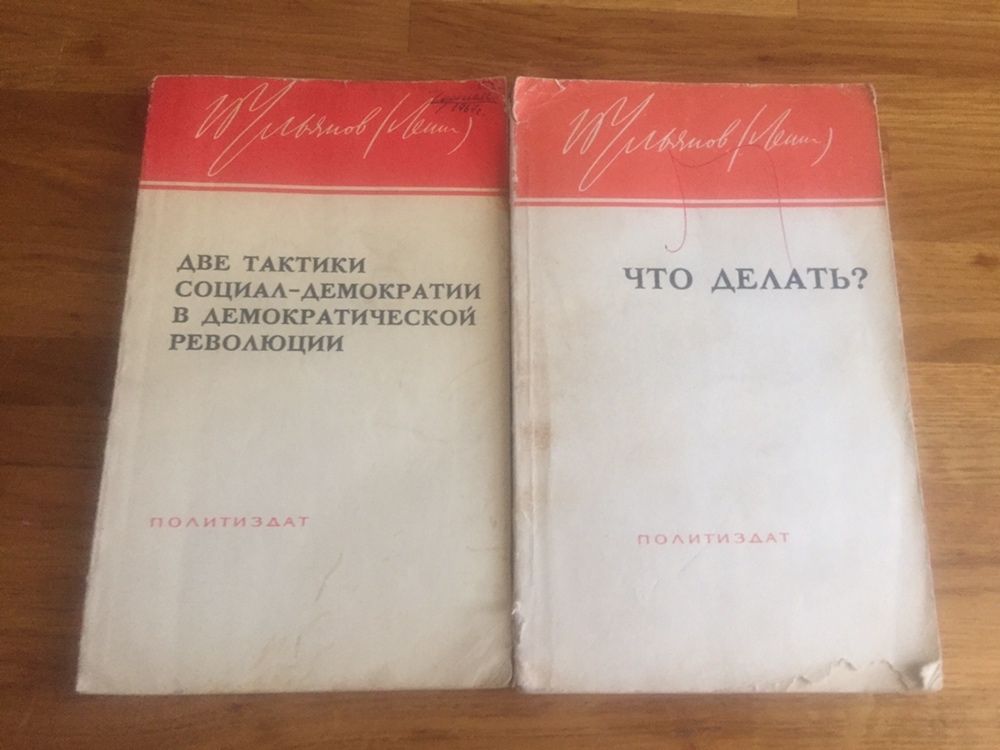 В Ульянов (Ленин)
ДВЕ ТАКТИКИ
СОЦИАЛ-ДЕМОКРАТИИ
В ДЕМОКРАТИЧЕСКОЙ
РЕВОЛЮЦИИ
ПОЛИТИЗДАТ
В Ульянов (Ленин)
ЧТО ДЕЛАТЬ?
ПОЛИТИЗДАТ